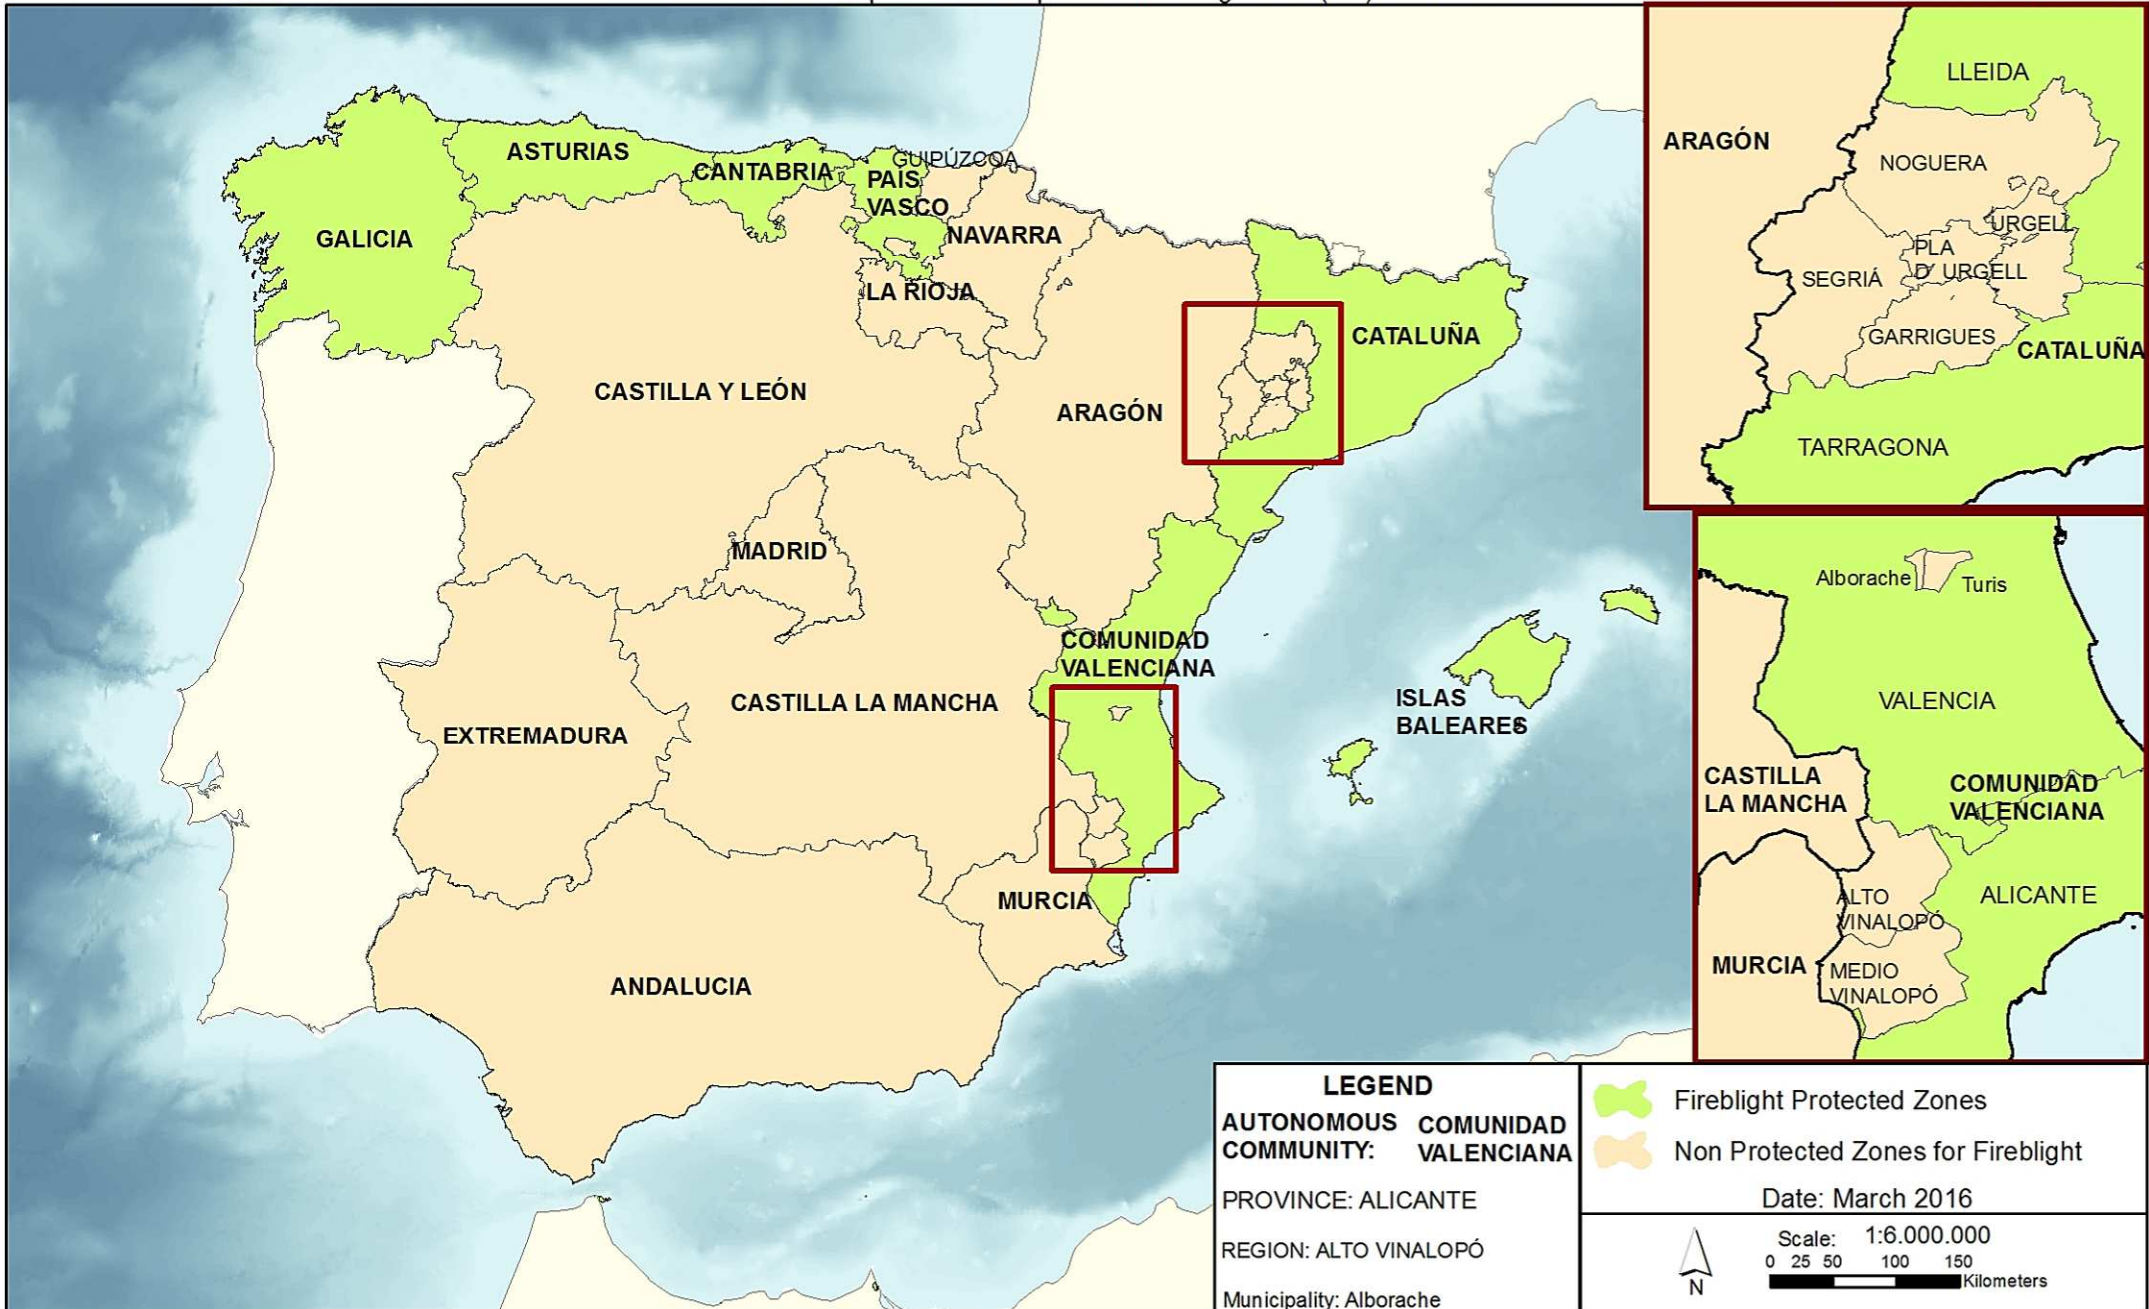 GALICIA
ASTURIAS
CANTABRIA
GUIPÚZCOA
PAÍS
VASCO
NAVARRA
LA RIOJA
CASTILLA Y LEÓN
ARAGÓN
CATALUÑA
MADRID
COMUNIDAD
VALENCIANA
EXTREMADURA
CASTILLA LA MANCHA
ISLAS
BALEARES
MURCIA
ANDALUCIA
LLEIDA
ARAGÓN
NOGUERA
URGELL
PLA
D' URGELL
SEGRIÁ
GARRIGUES
CATALUÑA
TARRAGONA
Alborache
Turis
VALENCIA
CASTILLA
LA MANCHA
COMUNIDAD
VALENCIANA
ALTO
VINALOPÓ
ALICANTE
MURCIA
MEDIO
VINALOPÓ
LEGEND
AUTONOMOUS COMUNIDAD
COMMUNITY: VALENCIANA
PROVINCE: ALICANTE
REGION: ALTO VINALOPÓ
Municipality: Alborache
Fireblight Protected Zones
Non Protected Zones for Fireblight
Date: March 2016
Scale: 1:6.000.000
0 25 50 100 150
Kilometers
N